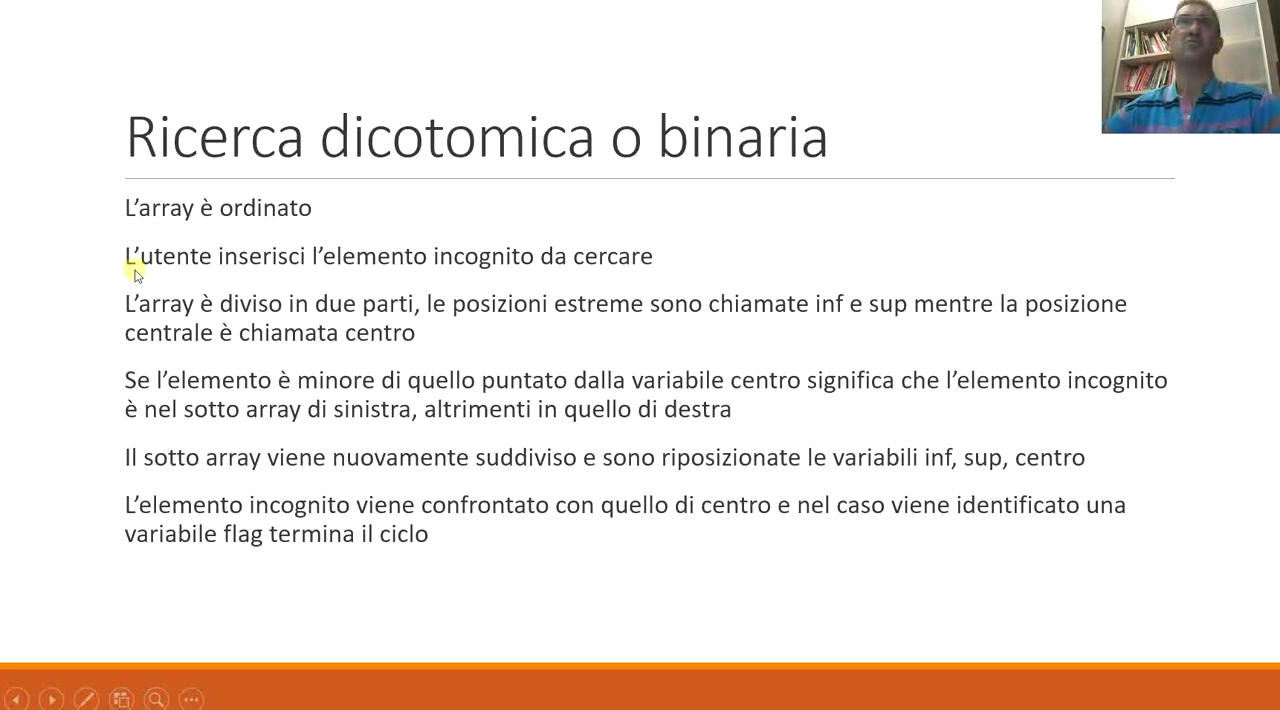 Ricerca dicotomica o binaria
L’array è ordinato
L’utente inserisci l’elemento incognito da cercare
L’array è diviso in due parti, le posizioni estreme sono chiamate inf e sup mentre la posizione
centrale è chiamata centro
Se l’elemento è minore di quello puntato dalla variabile centro significa che l’elemento incognito
è nel sotto array di sinistra, altrimenti in quello di destra
Il sotto array viene nuovamente suddiviso e sono riposizionate le variabili inf, sup, centro
L’elemento incognito viene confrontato con quello di centro e nel caso viene identificato una
variabile flag termina il ciclo